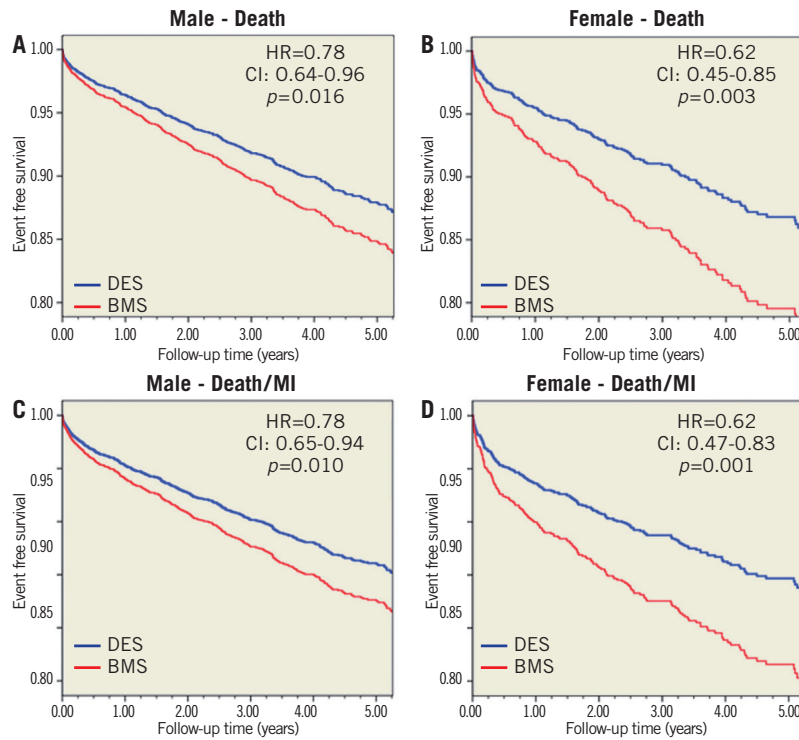 Male - Death
A
HR=0.78
CI: 0.64-0.96
p=0.016
1.00
0.95
0.90
0.85
0.80
Event free survival
DES
BMS
0.00 1.00 2.00 3.00 4.00 5.00
Follow-up time (years)
Female - Death
B
HR=0.62
CI: 0.45-0.85
p=0.003
1.00
0.95
0.90
0.85
0.80
Event free survival
DES
BMS
0.00 1.00 2.00 3.00 4.00 5.00
Follow-up time (years)
Male - Death/MI
C
HR=0.78
CI: 0.65-0.94
p=0.010
1.00
0.95
0.90
0.85
0.80
Event free survival
DES
BMS
0.00 1.00 2.00 3.00 4.00 5.00
Follow-up time (years)
Female - Death/MI
D
HR=0.62
CI: 0.47-0.83
p=0.001
1.00
0.95
0.90
0.85
0.80
Event free survival
DES
BMS
0.00 1.00 2.00 3.00 4.00 5.00
Follow-up time (years)